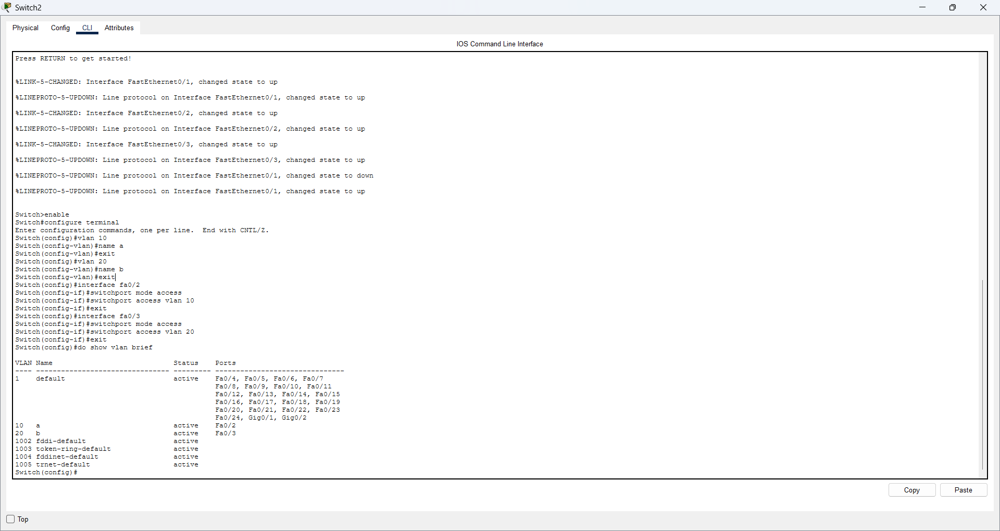 Switch2
Physical Config CLI Attributes
IOS Command Line Interface
Press RETURN to get started!
%LINK-5-CHANGED: Interface FastEthernet0/1, changed state to up
%LINEPROTO-5-UPDOWN: Line protocol on Interface FastEthernet0/1, changed state to up
%LINK-5-CHANGED: Interface FastEthernet0/2, changed state to up
%LINEPROTO-5-UPDOWN: Line protocol on Interface FastEthernet0/2, changed state to up
%LINK-5-CHANGED: Interface FastEthernet0/3, changed state to up
%LINEPROTO-5-UPDOWN: Line protocol on Interface FastEthernet0/3, changed state to up
%LINEPROTO-5-UPDOWN: Line protocol on Interface FastEthernet0/1, changed state to down
%LINEPROTO-5-UPDOWN: Line protocol on Interface FastEthernet0/1, changed state to up
Switch>enable
Switch#configure terminal
Enter configuration commands, one per line.  End with CNTL/Z.
Switch(config)#vlan 10
Switch(config-vlan)#name a
Switch(config-vlan)#exit
Switch(config)#vlan 20
Switch(config-vlan)#name b
Switch(config-vlan)#exit
Switch(config)#interface fa0/2
Switch(config-if)#switchport mode access
Switch(config-if)#switchport access vlan 10
Switch(config-if)#exit
Switch(config)#interface fa0/3
Switch(config-if)#switchport mode access
Switch(config-if)#switchport access vlan 20
Switch(config-if)#exit
Switch(config)#do show vlan brief
VLAN Name                             Status    Ports
---- -------------------------------- --------- -------------------------------
1    default                          active    Fa0/4, Fa0/5, Fa0/6, Fa0/7
                                                Fa0/8, Fa0/9, Fa0/10, Fa0/11
                                                Fa0/12, Fa0/13, Fa0/14, Fa0/15
                                                Fa0/16, Fa0/17, Fa0/18, Fa0/19
                                                Fa0/20, Fa0/21, Fa0/22, Fa0/23
                                                Fa0/24, Gig0/1, Gig0/2
10   a                                active    Fa0/2
20   b                                active    Fa0/3
1002 fddi-default                     active
1003 token-ring-default               active
1004 fddinet-default                  active
1005 trnet-default                    active
Switch(config)#
Copy Paste
Top